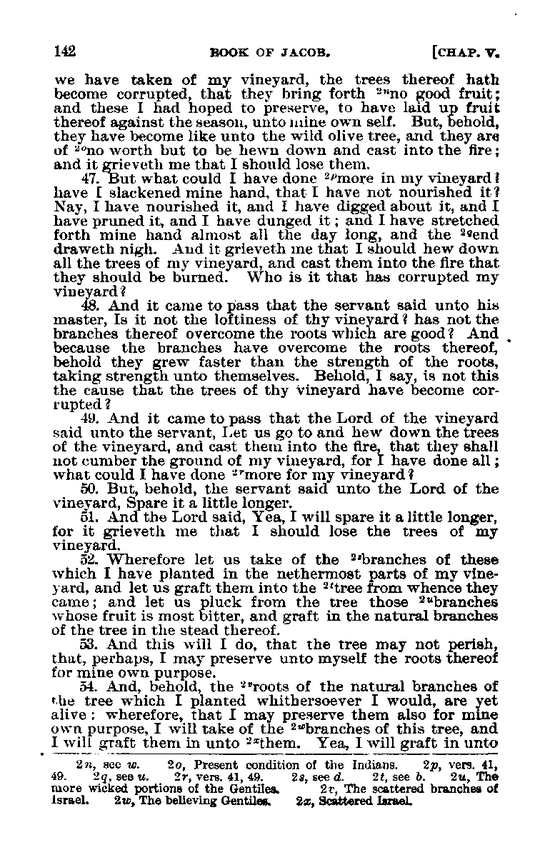 142 BOOK OF JACOB. [CHAP. V.
we have taken of my vineyard, the trees thereof hath
become corrupted, that they bring forth ²ⁿno good fruit;
and these I had hoped to preserve, to have laid up fruit
thereof against the season, unto mine own self. But, behold,
they have become like unto the wild olive tree, and they are
of ²ᵒno worth but to be hewn down and cast into the fire;
and it grieveth me that I should lose them.
47. But what could I have done ²ᵖmore in my vineyard?
have I slackened mine hand, that I have not nourished it?
Nay, I have nourished it, and I have digged about it, and I
have pruned it, and I have dunged it; and I have stretched
forth mine hand almost all the day long, and the ²qend
draweth nigh. And it grieveth me that I should hew down
all the trees of my vineyard, and cast them into the fire that
they should be burned. Who is it that has corrupted my
vineyard?
48. And it came to pass that the servant said unto his
master, Is it not the loftiness of thy vineyard? has not the
branches thereof overcome the roots which are good? And
because the branches have overcome the roots thereof,
behold they grew faster than the strength of the roots,
taking strength unto themselves. Behold, I say, is not this
the cause that the trees of thy vineyard have become cor-
rupted?
49. And it came to pass that the Lord of the vineyard
said unto the servant, Let us go to and hew down the trees
of the vineyard, and cast them into the fire, that they shall
not cumber the ground of my vineyard, for I have done all;
what could I have done ²ʳmore for my vineyard?
50. But, behold, the servant said unto the Lord of the
vineyard, Spare it a little longer.
51. And the Lord said, Yea, I will spare it a little longer,
for it grieveth me that I should lose the trees of my
vineyard.
52. Wherefore let us take of the ²ˢbranches of these
which I have planted in the nethermost parts of my vine-
yard, and let us graft them into the ²ᵗtree from whence they
came; and let us pluck from the tree those ²ᵘbranches
whose fruit is most bitter, and graft in the natural branches
of the tree in the stead thereof.
53. And this will I do, that the tree may not perish,
that, perhaps, I may preserve unto myself the roots thereof
for mine own purpose.
54. And, behold, the ²ᵛroots of the natural branches of
the tree which I planted whithersoever I would, are yet
alive: wherefore, that I may preserve them also for mine
own purpose, I will take of the ²ʷbranches of this tree, and
I will graft them in unto ²ˣthem. Yea, I will graft in unto
2n, see w. 2o, Present condition of the Indians. 2p, vers. 41,
49. 2q, see u. 2r, vers. 41, 49. 2s, see d. 2t, see b. 2u, The
more wicked portions of the Gentiles. 2v, The scattered branches of
Israel. 2w, The believing Gentiles. 2x, Scattered Israel.